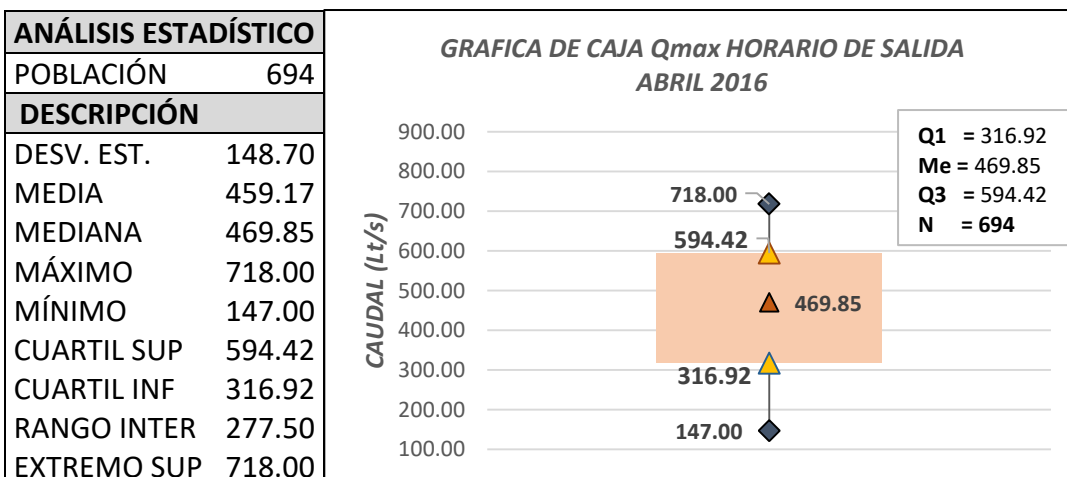 ANÁLISIS ESTADÍSTICO
POBLACIÓN 694
DESCRIPCIÓN
DESV. EST. 148.70
MEDIA 459.17
MEDIANA 469.85
MÁXIMO 718.00
MÍNIMO 147.00
CUARTIL SUP 594.42
CUARTIL INF 316.92
RANGO INTER 277.50
EXTREMO SUP 718.00
GRAFICA DE CAJA Qmax HORARIO DE SALIDA
ABRIL 2016
CAUDAL (Lt/s)
900.00
800.00
700.00
600.00
500.00
400.00
300.00
200.00
100.00
718.00
594.42
469.85
316.92
147.00
Q1 = 316.92
Me = 469.85
Q3 = 594.42
N = 694